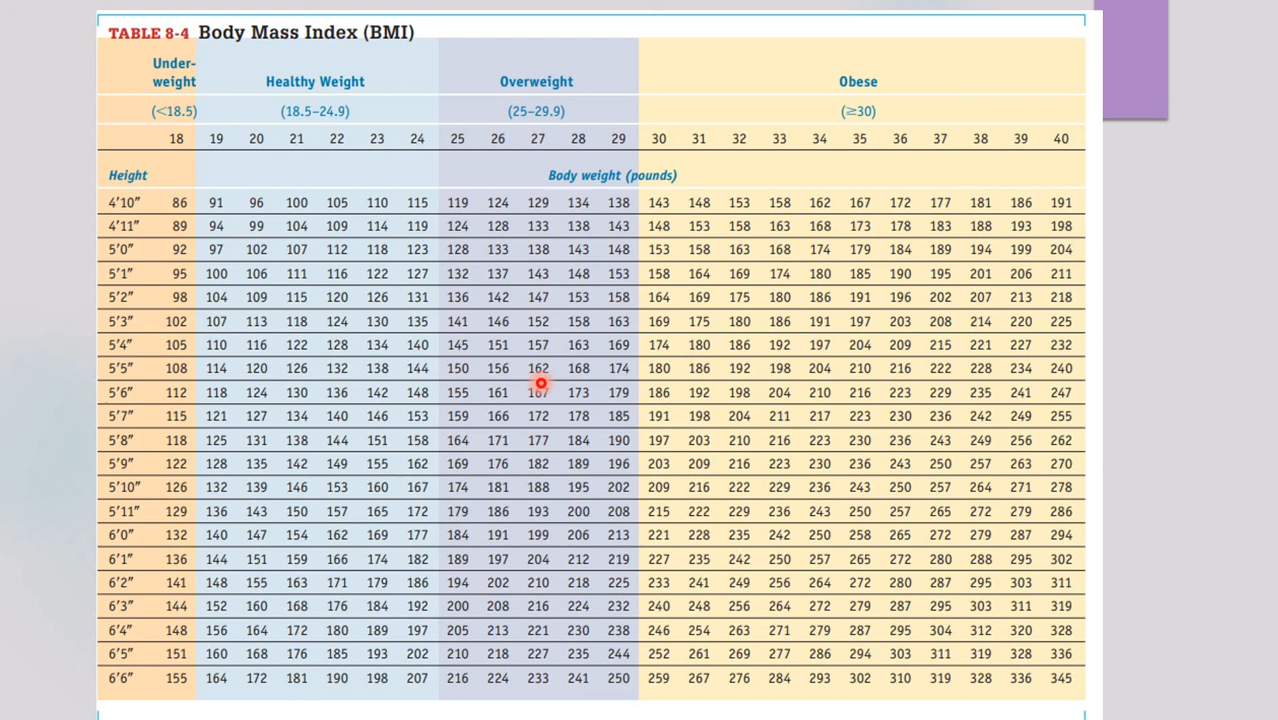 TABLE 8-4 Body Mass Index (BMI)
Under-
weight Healthy Weight Overweight Obese
(<18.5) (18.5–24.9) (25–29.9) (≥30)
18 19 20 21 22 23 24 25 26 27 28 29 30 31 32 33 34 35 36 37 38 39 40
Height Body weight (pounds)
4′10″ 86 91 96 100 105 110 115 119 124 129 134 138 143 148 153 158 162 167 172 177 181 186 191
4′11″ 89 94 99 104 109 114 119 124 128 133 138 143 148 153 158 163 168 173 178 183 188 193 198
5′0″ 92 97 102 107 112 118 123 128 133 138 143 148 153 158 163 168 174 179 184 189 194 199 204
5′1″ 95 100 106 111 116 122 127 132 137 143 148 153 158 164 169 174 180 185 190 195 201 206 211
5′2″ 98 104 109 115 120 126 131 136 142 147 153 158 164 169 175 180 186 191 196 202 207 213 218
5′3″ 102 107 113 118 124 130 135 141 146 152 158 163 169 175 180 186 191 197 203 208 214 220 225
5′4″ 105 110 116 122 128 134 140 145 151 157 163 169 174 180 186 192 197 204 209 215 221 227 232
5′5″ 108 114 120 126 132 138 144 150 156 162 168 174 180 186 192 198 204 210 216 222 228 234 240
5′6″ 112 118 124 130 136 142 148 155 161 167 173 179 186 192 198 204 210 216 223 229 235 241 247
5′7″ 115 121 127 134 140 146 153 159 166 172 178 185 191 198 204 211 217 223 230 236 242 249 255
5′8″ 118 125 131 138 144 151 158 164 171 177 184 190 197 203 210 216 223 230 236 243 249 256 262
5′9″ 122 128 135 142 149 155 162 169 176 182 189 196 203 209 216 223 230 236 243 250 257 263 270
5′10″ 126 132 139 146 153 160 167 174 181 188 195 202 209 216 222 229 236 243 250 257 264 271 278
5′11″ 129 136 143 150 157 165 172 179 186 193 200 208 215 222 229 236 243 250 257 265 272 279 286
6′0″ 132 140 147 154 162 169 177 184 191 199 206 213 221 228 235 242 250 258 265 272 279 287 294
6′1″ 136 144 151 159 166 174 182 189 197 204 212 219 227 235 242 250 257 265 272 280 288 295 302
6′2″ 141 148 155 163 171 179 186 194 202 210 218 225 233 241 249 256 264 272 280 287 295 303 311
6′3″ 144 152 160 168 176 184 192 200 208 216 224 232 240 248 256 264 272 279 287 295 303 311 319
6′4″ 148 156 164 172 180 189 197 205 213 221 230 238 246 254 263 271 279 287 295 304 312 320 328
6′5″ 151 160 168 176 185 193 202 210 218 227 235 244 252 261 269 277 286 294 303 311 319 328 336
6′6″ 155 164 172 181 190 198 207 216 224 233 241 250 259 267 276 284 293 302 310 319 328 336 345